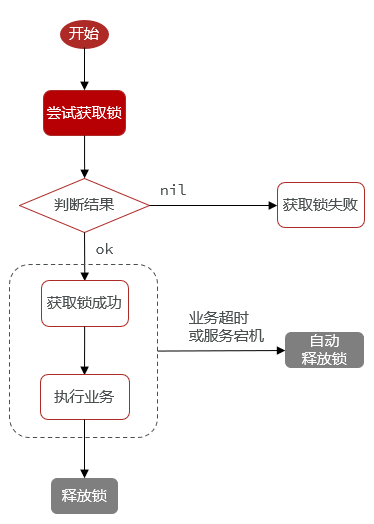 开始
尝试获取锁
判断结果
nil
获取锁失败
ok
获取锁成功
业务超时
或服务宕机
自动
释放锁
执行业务
释放锁